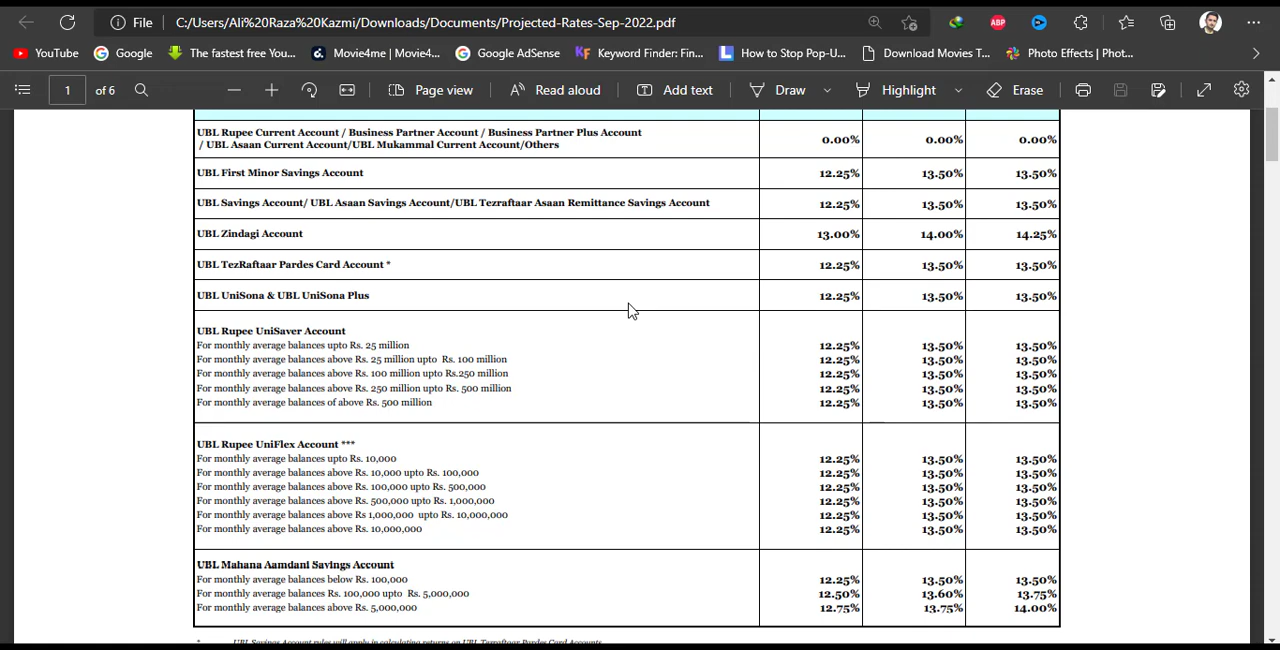 File C:/Users/Ali%20Raza%20Kazmi/Downloads/Documents/Projected-Rates-Sep-2022.pdf ABP
YouTube Google The fastest free You... Movie4me | Movie4... Google AdSense Keyword Finder: Fin... How to Stop Pop-U... Download Movies T... Photo Effects | Phot...
1 of 6 Page view Read aloud Add text Draw Highlight Erase
UBL Rupee Current Account / Business Partner Account / Business Partner Plus Account
/ UBL Asaan Current Account/UBL Mukammal Current Account/Others 0.00% 0.00% 0.00%
UBL First Minor Savings Account 12.25% 13.50% 13.50%
UBL Savings Account/ UBL Asaan Savings Account/UBL Tezraftaar Asaan Remittance Savings Account 12.25% 13.50% 13.50%
UBL Zindagi Account 13.00% 14.00% 14.25%
UBL TezRaftaar Pardes Card Account * 12.25% 13.50% 13.50%
UBL UniSona & UBL UniSona Plus 12.25% 13.50% 13.50%
UBL Rupee UniSaver Account
For monthly average balances upto Rs. 25 million 12.25% 13.50% 13.50%
For monthly average balances above Rs. 25 million upto Rs. 100 million 12.25% 13.50% 13.50%
For monthly average balances above Rs. 100 million upto Rs.250 million 12.25% 13.50% 13.50%
For monthly average balances above Rs. 250 million upto Rs. 500 million 12.25% 13.50% 13.50%
For monthly average balances of above Rs. 500 million 12.25% 13.50% 13.50%
UBL Rupee UniFlex Account ***
For monthly average balances upto Rs. 10,000 12.25% 13.50% 13.50%
For monthly average balances above Rs. 10,000 upto Rs. 100,000 12.25% 13.50% 13.50%
For monthly average balances above Rs. 100,000 upto Rs. 500,000 12.25% 13.50% 13.50%
For monthly average balances above Rs. 500,000 upto Rs. 1,000,000 12.25% 13.50% 13.50%
For monthly average balances above Rs 1,000,000 upto Rs. 10,000,000 12.25% 13.50% 13.50%
For monthly average balances above Rs. 10,000,000 12.25% 13.50% 13.50%
UBL Mahana Aamdani Savings Account
For monthly average balances below Rs. 100,000 12.25% 13.50% 13.50%
For monthly average balances Rs. 100,000 upto Rs. 5,000,000 12.50% 13.60% 13.75%
For monthly average balances above Rs. 5,000,000 12.75% 13.75% 14.00%
* UBL Savings Account rules will apply in calculating returns on UBL Tezraftaar Pardes Card Accounts